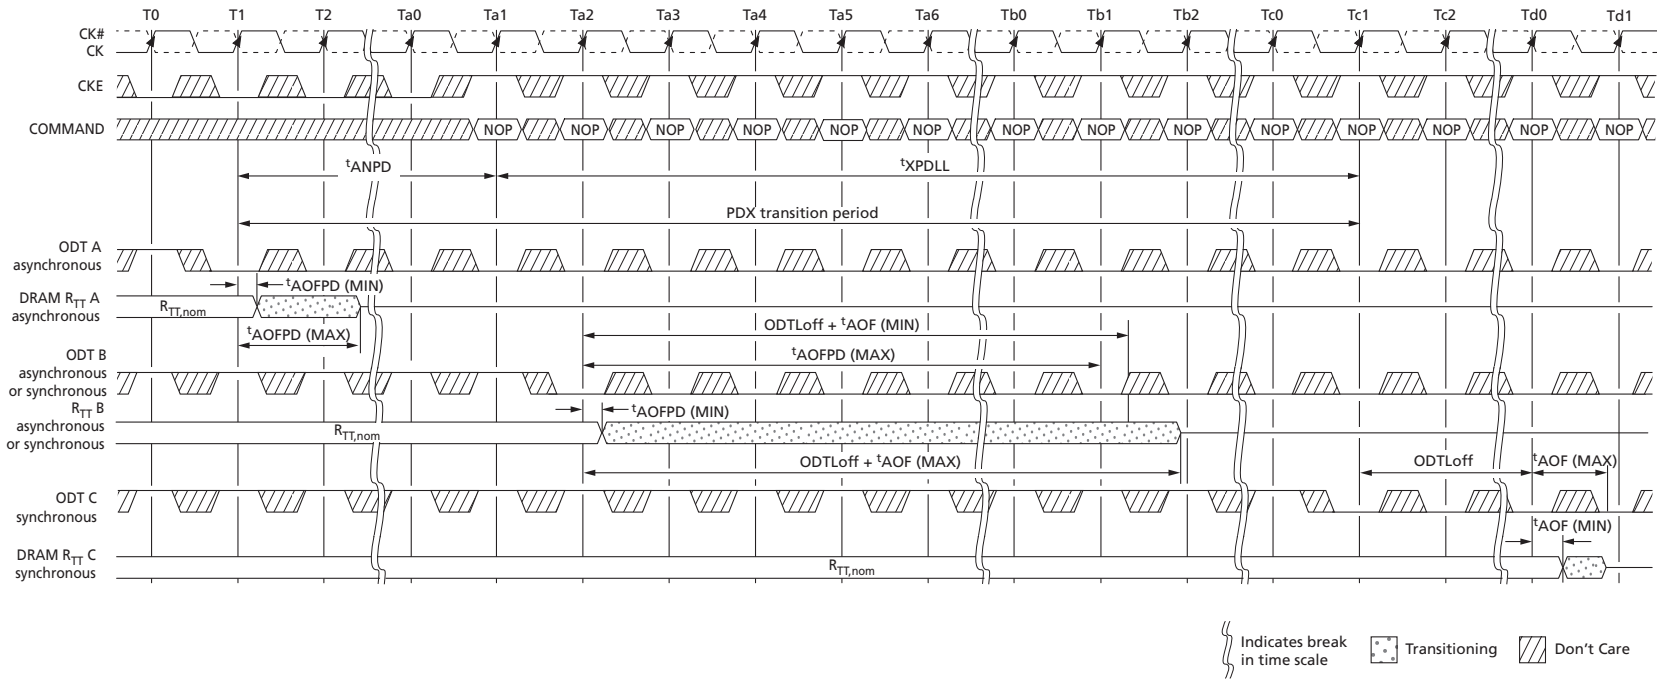 T0 T1 T2 Ta0 Ta1 Ta2 Ta3 Ta4 Ta5 Ta6 Tb0 Tb1 Tb2 Tc0 Tc1 Tc2 Td0 Td1
CK#
CK
CKE
COMMAND
NOP NOP NOP NOP NOP NOP NOP NOP NOP NOP NOP NOP NOP NOP
tANPD
tXPDLL
PDX transition period
ODT A
asynchronous
tAOFPD (MIN)
DRAM RTT A
asynchronous
RTT,nom
tAOFPD (MAX)
ODTLoff + tAOF (MIN)
tAOFPD (MAX)
ODT B
asynchronous
or synchronous
tAOFPD (MIN)
RTT B
asynchronous
or synchronous
RTT,nom
ODTLoff + tAOF (MAX)
ODTLoff
tAOF (MAX)
ODT C
synchronous
tAOF (MIN)
DRAM RTT C
synchronous
RTT,nom
Indicates break
in time scale
Transitioning
Don't Care